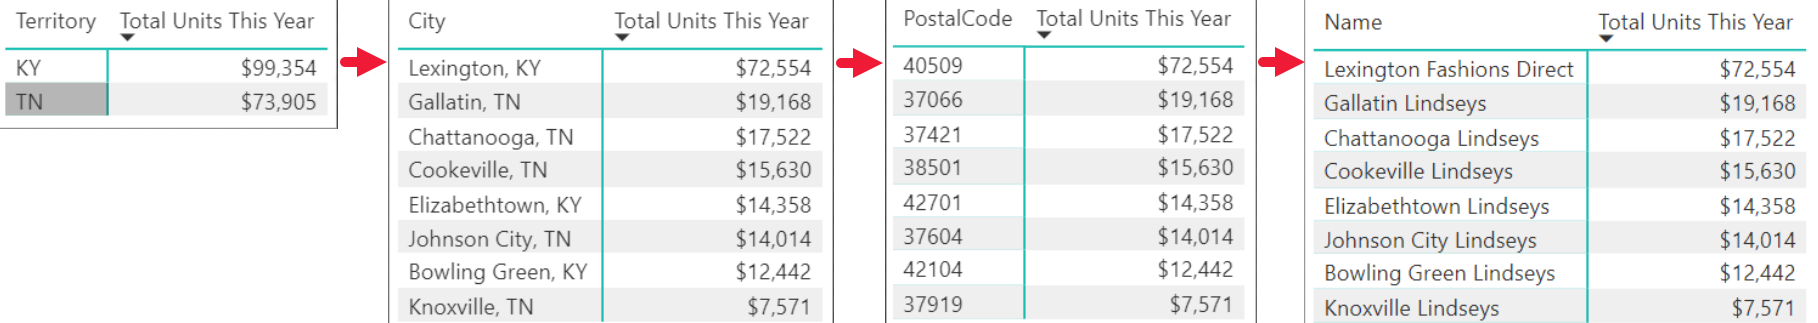 Territory Total Units This Year
KY $99,354
TN $73,905
City Total Units This Year
Lexington, KY $72,554
Gallatin, TN $19,168
Chattanooga, TN $17,522
Cookeville, TN $15,630
Elizabethtown, KY $14,358
Johnson City, TN $14,014
Bowling Green, KY $12,442
Knoxville, TN $7,571
PostalCode Total Units This Year
40509 $72,554
37066 $19,168
37421 $17,522
38501 $15,630
42701 $14,358
37604 $14,014
42104 $12,442
37919 $7,571
Name Total Units This Year
Lexington Fashions Direct $72,554
Gallatin Lindseys $19,168
Chattanooga Lindseys $17,522
Cookeville Lindseys $15,630
Elizabethtown Lindseys $14,358
Johnson City Lindseys $14,014
Bowling Green Lindseys $12,442
Knoxville Lindseys $7,571